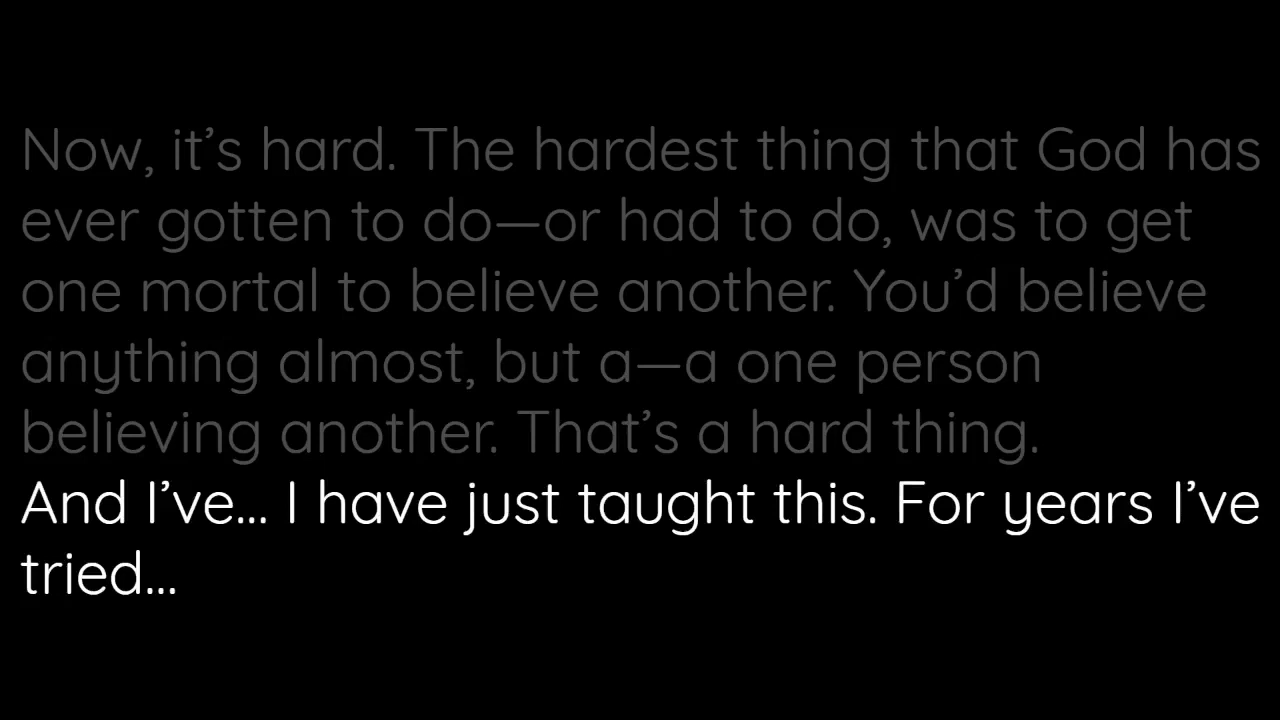 Now, it’s hard. The hardest thing that God has
ever gotten to do—or had to do, was to get
one mortal to believe another. You’d believe
anything almost, but a—a one person
believing another. That’s a hard thing.
And I’ve... I have just taught this. For years I’ve
tried...